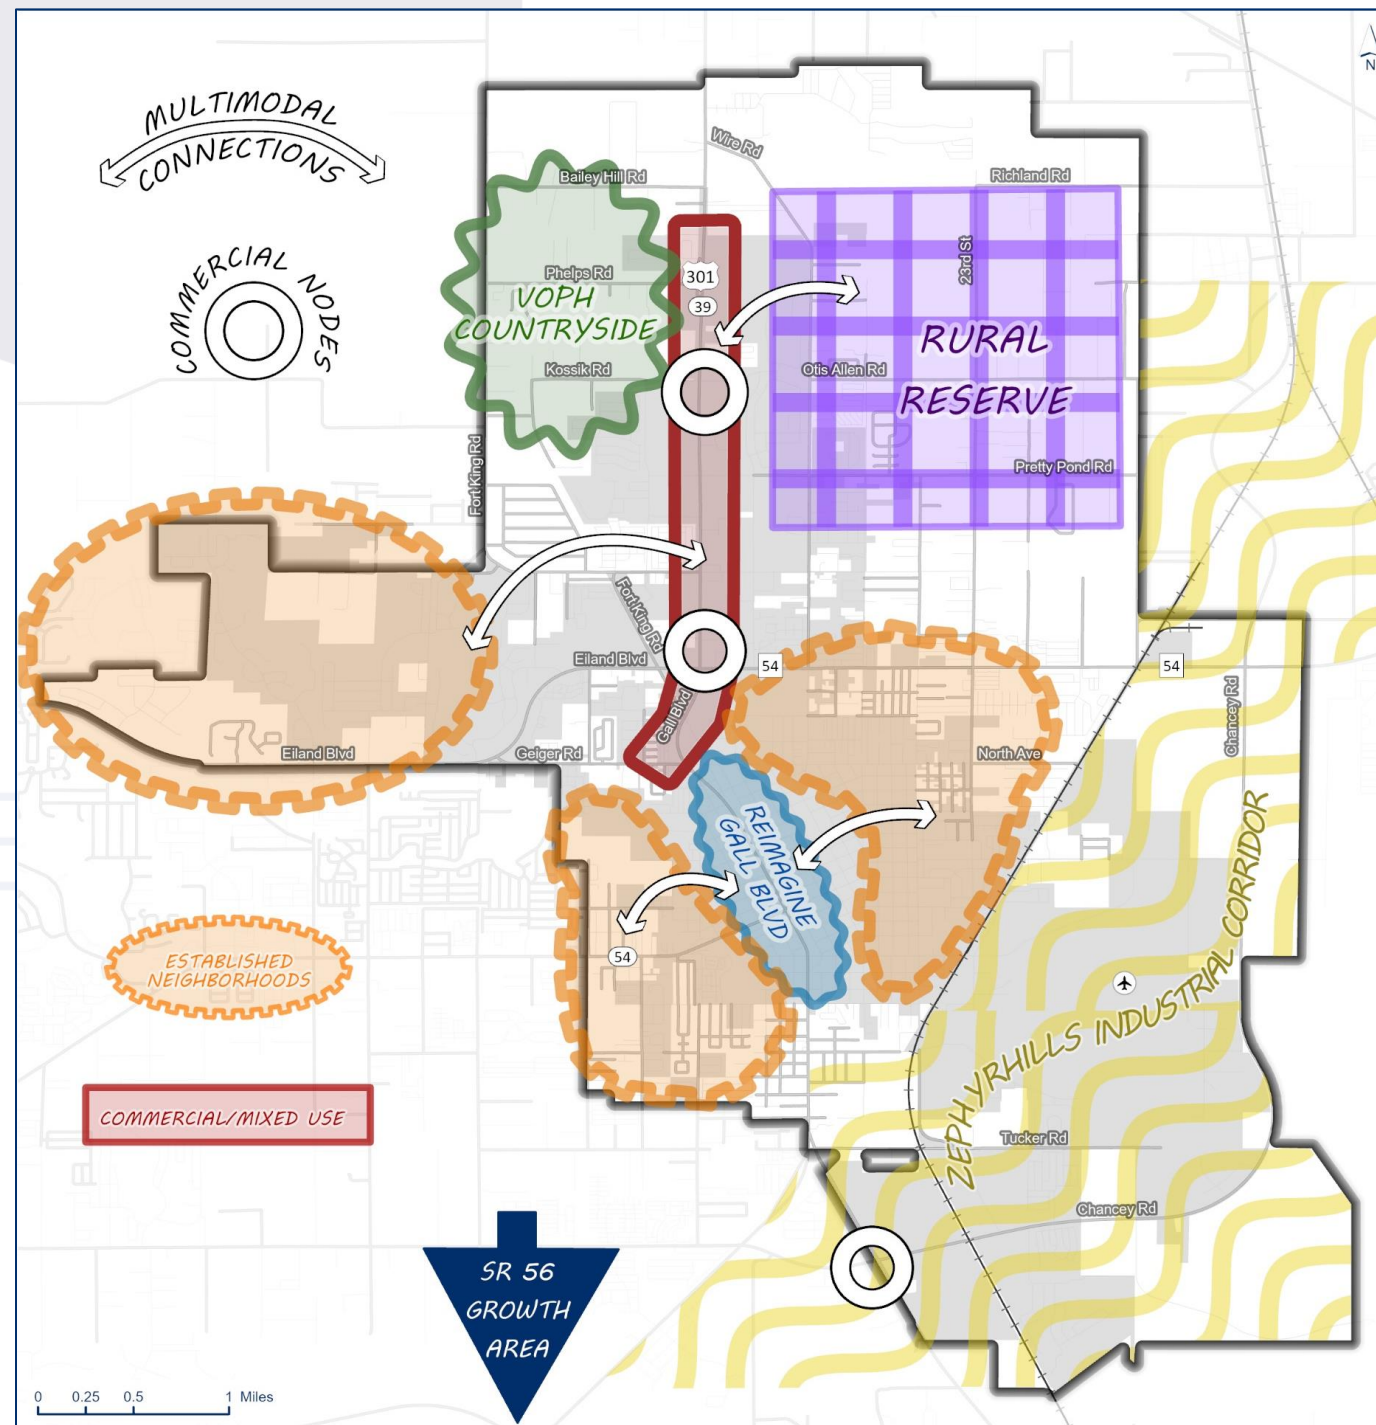 N
MULTIMODAL
CONNECTIONS
COMMERCIAL NODES
Wire Rd
Bailey Hill Rd
Richland Rd
23rd St
Phelps Rd
301
39
VOPH
COUNTRYSIDE
RURAL
RESERVE
Kossik Rd
Otis Allen Rd
Pretty Pond Rd
Fort King Rd
Fort King Rd
Eiland Blvd
54
54
Gall Blvd
Chancey Rd
Eiland Blvd
Geiger Rd
North Ave
REIMAGINE
GALL BLVD
54
ESTABLISHED
NEIGHBORHOODS
ZEPHYRHILLS INDUSTRIAL CORRIDOR
COMMERCIAL/MIXED USE
Tucker Rd
Chancey Rd
SR 56
GROWTH
AREA
0 0.25 0.5 1 Miles